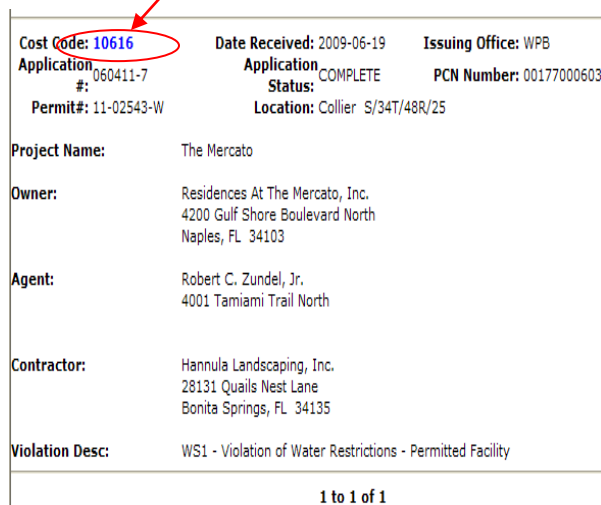 Cost Code: 10616 Date Received: 2009-06-19 Issuing Office: WPB
Application #: 060411-7 Application Status: COMPLETE PCN Number: 00177000603
Permit#: 11-02543-W Location: Collier S/34T/48R/25
Project Name: The Mercato
Owner: Residences At The Mercato, Inc.
4200 Gulf Shore Boulevard North
Naples, FL 34103
Agent: Robert C. Zundel, Jr.
4001 Tamiami Trail North
Contractor: Hannula Landscaping, Inc.
28131 Quails Nest Lane
Bonita Springs, FL 34135
Violation Desc: WS1 - Violation of Water Restrictions - Permitted Facility
1 to 1 of 1